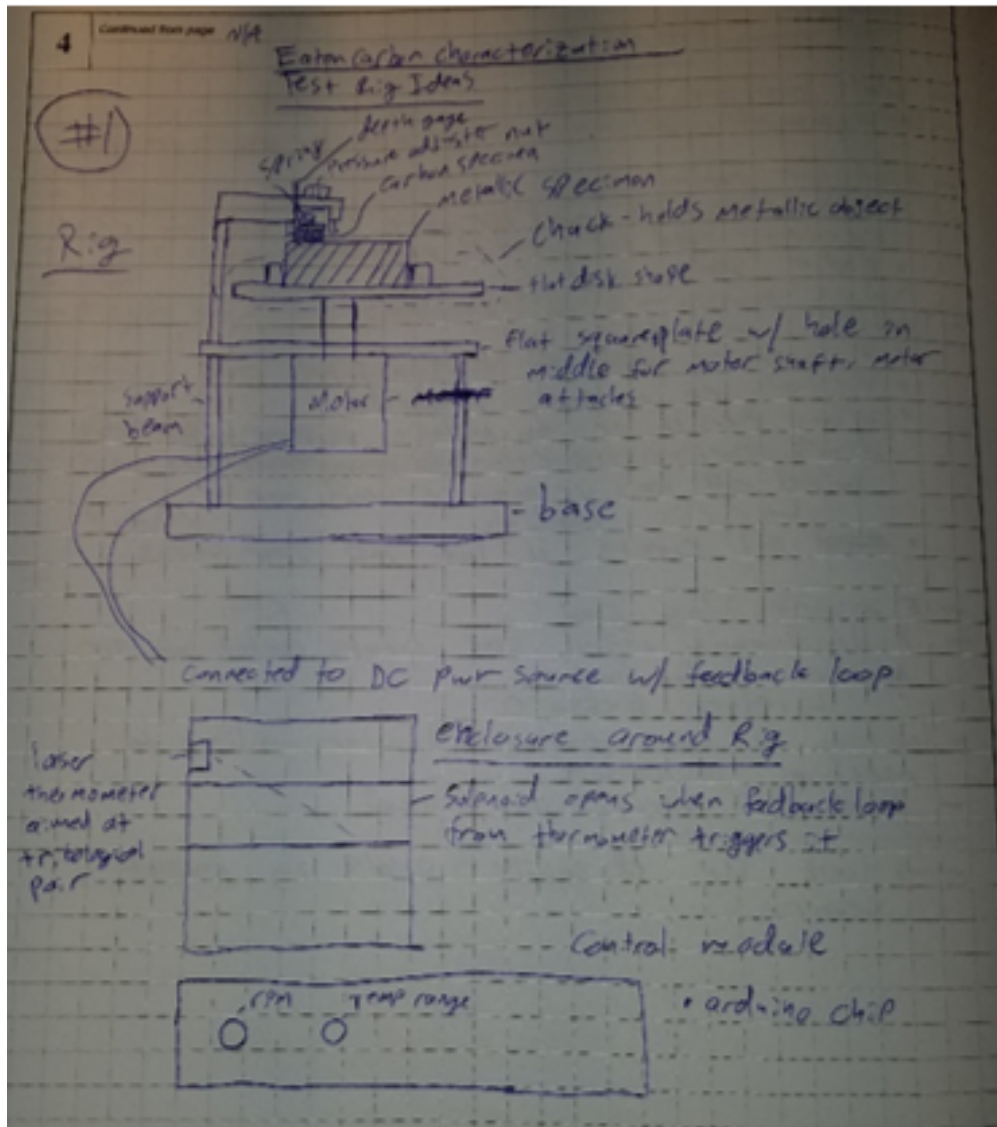 4
Continued from page N/A
Eaton Carbon characterization
Test Rig Ideas
#1
depth gage
spring
pressure adjuster nut
carbon specimen
metallic specimen
chuck - holds metallic object
Rig
flat disk shape
flat square plate w/ hole in
middle for motor shaft, motor
attaches
support
beam
motor
base
connected to DC pwr source w/ feedback loop
enclosure around Rig
laser
thermometer
aimed at
tribological
pair
Solenoid opens when fedback loop
from thermometer triggers it
Control module
rpm
Temp range
• arduino chip